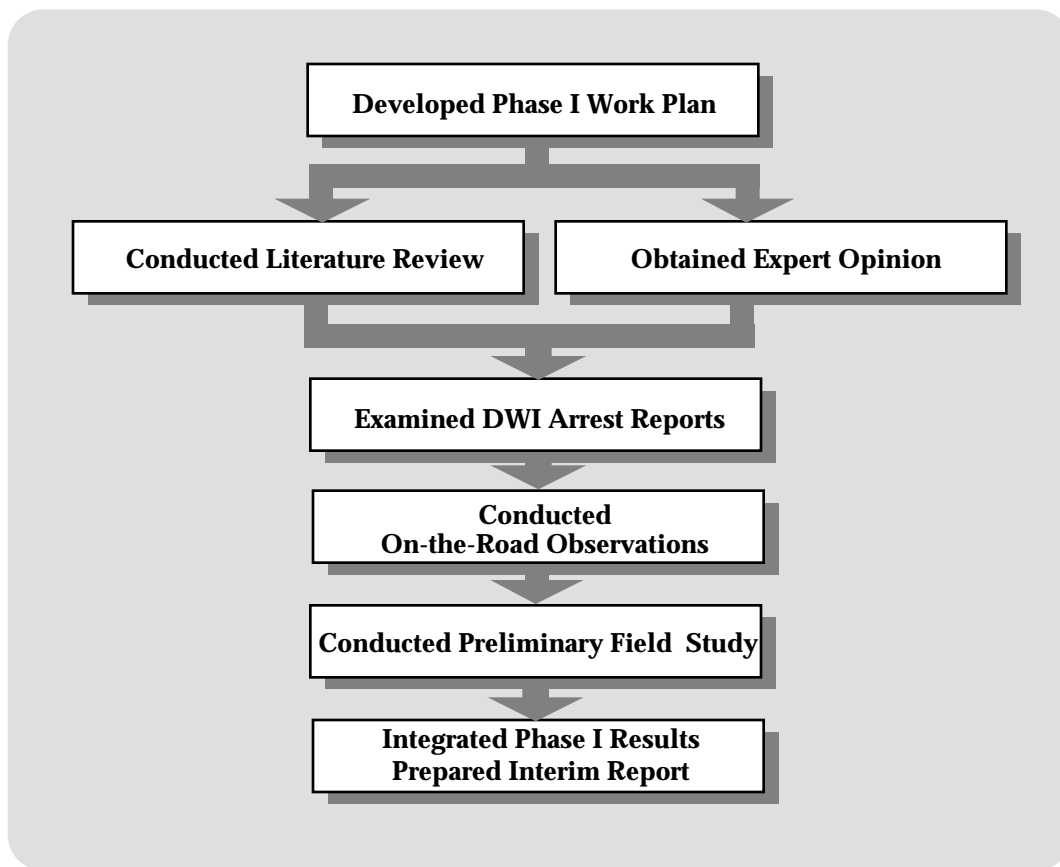 Developed Phase I Work Plan
Conducted Literature Review
Obtained Expert Opinion
Examined DWI Arrest Reports
Conducted
On-the-Road Observations
Conducted Preliminary Field Study
Integrated Phase I Results
Prepared Interim Report